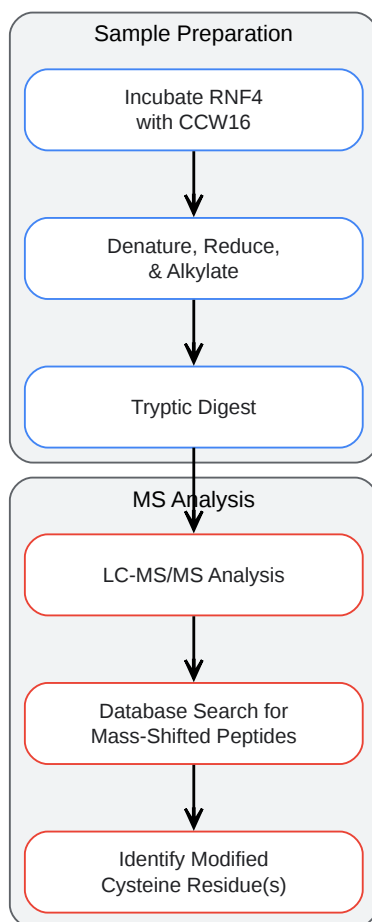 Sample Preparation
Incubate RNF4
with CCW16
Denature, Reduce,
& Alkylate
Tryptic Digest
MS Analysis
LC-MS/MS Analysis
Database Search for
Mass-Shifted Peptides
Identify Modified
Cysteine Residue(s)